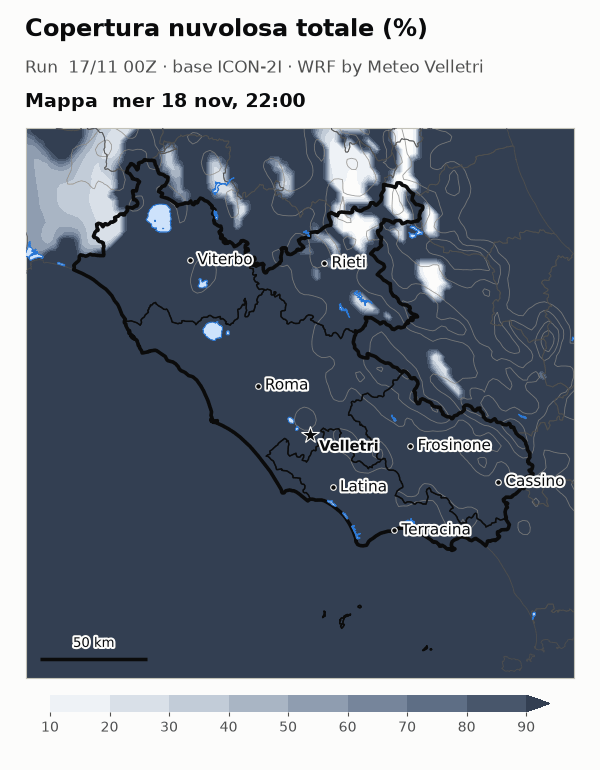 Copertura nuvolosa totale (%)
Run  17/11 00Z · base ICON-2I · WRF by Meteo Velletri
Mappa  mer 18 nov, 22:00
Viterbo
Rieti
Roma
Velletri
Frosinone
Cassino
Latina
Terracina
50 km
10 20 30 40 50 60 70 80 90